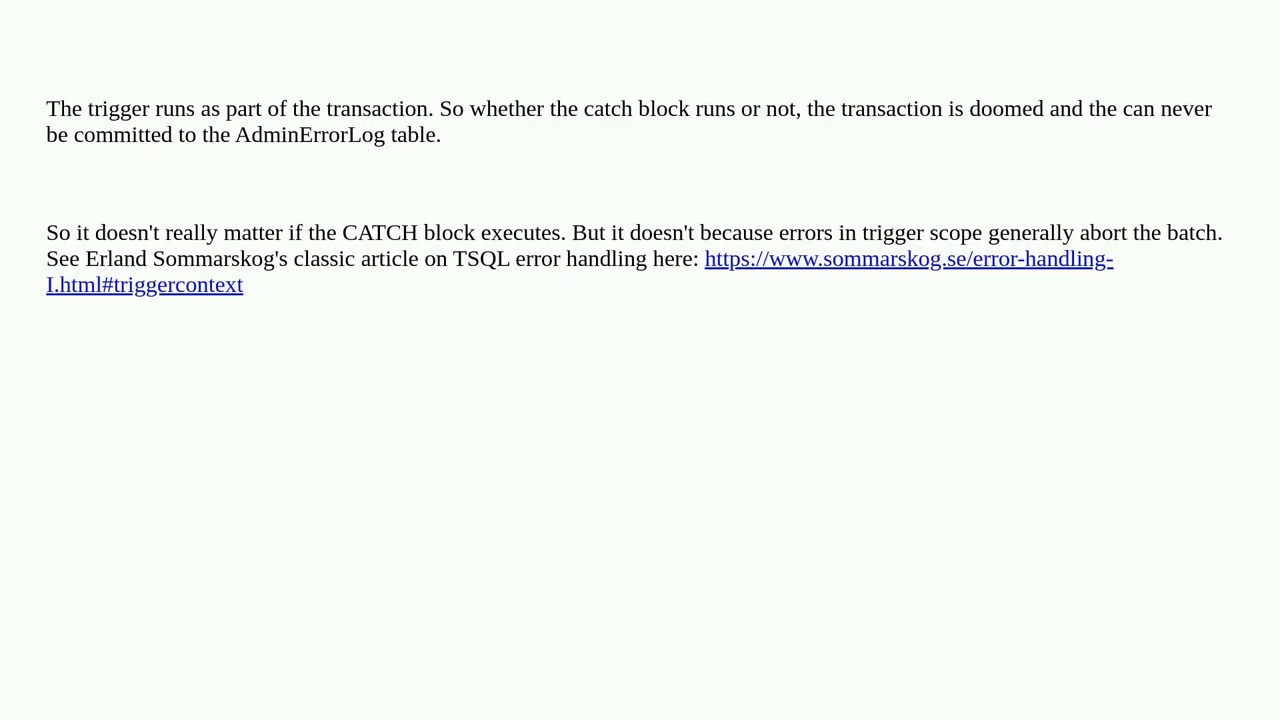 The trigger runs as part of the transaction. So whether the catch block runs or not, the transaction is doomed and the can never
be committed to the AdminErrorLog table.
So it doesn't really matter if the CATCH block executes. But it doesn't because errors in trigger scope generally abort the batch.
See Erland Sommarskog's classic article on TSQL error handling here: https://www.sommarskog.se/error-handling-
I.html#triggercontext